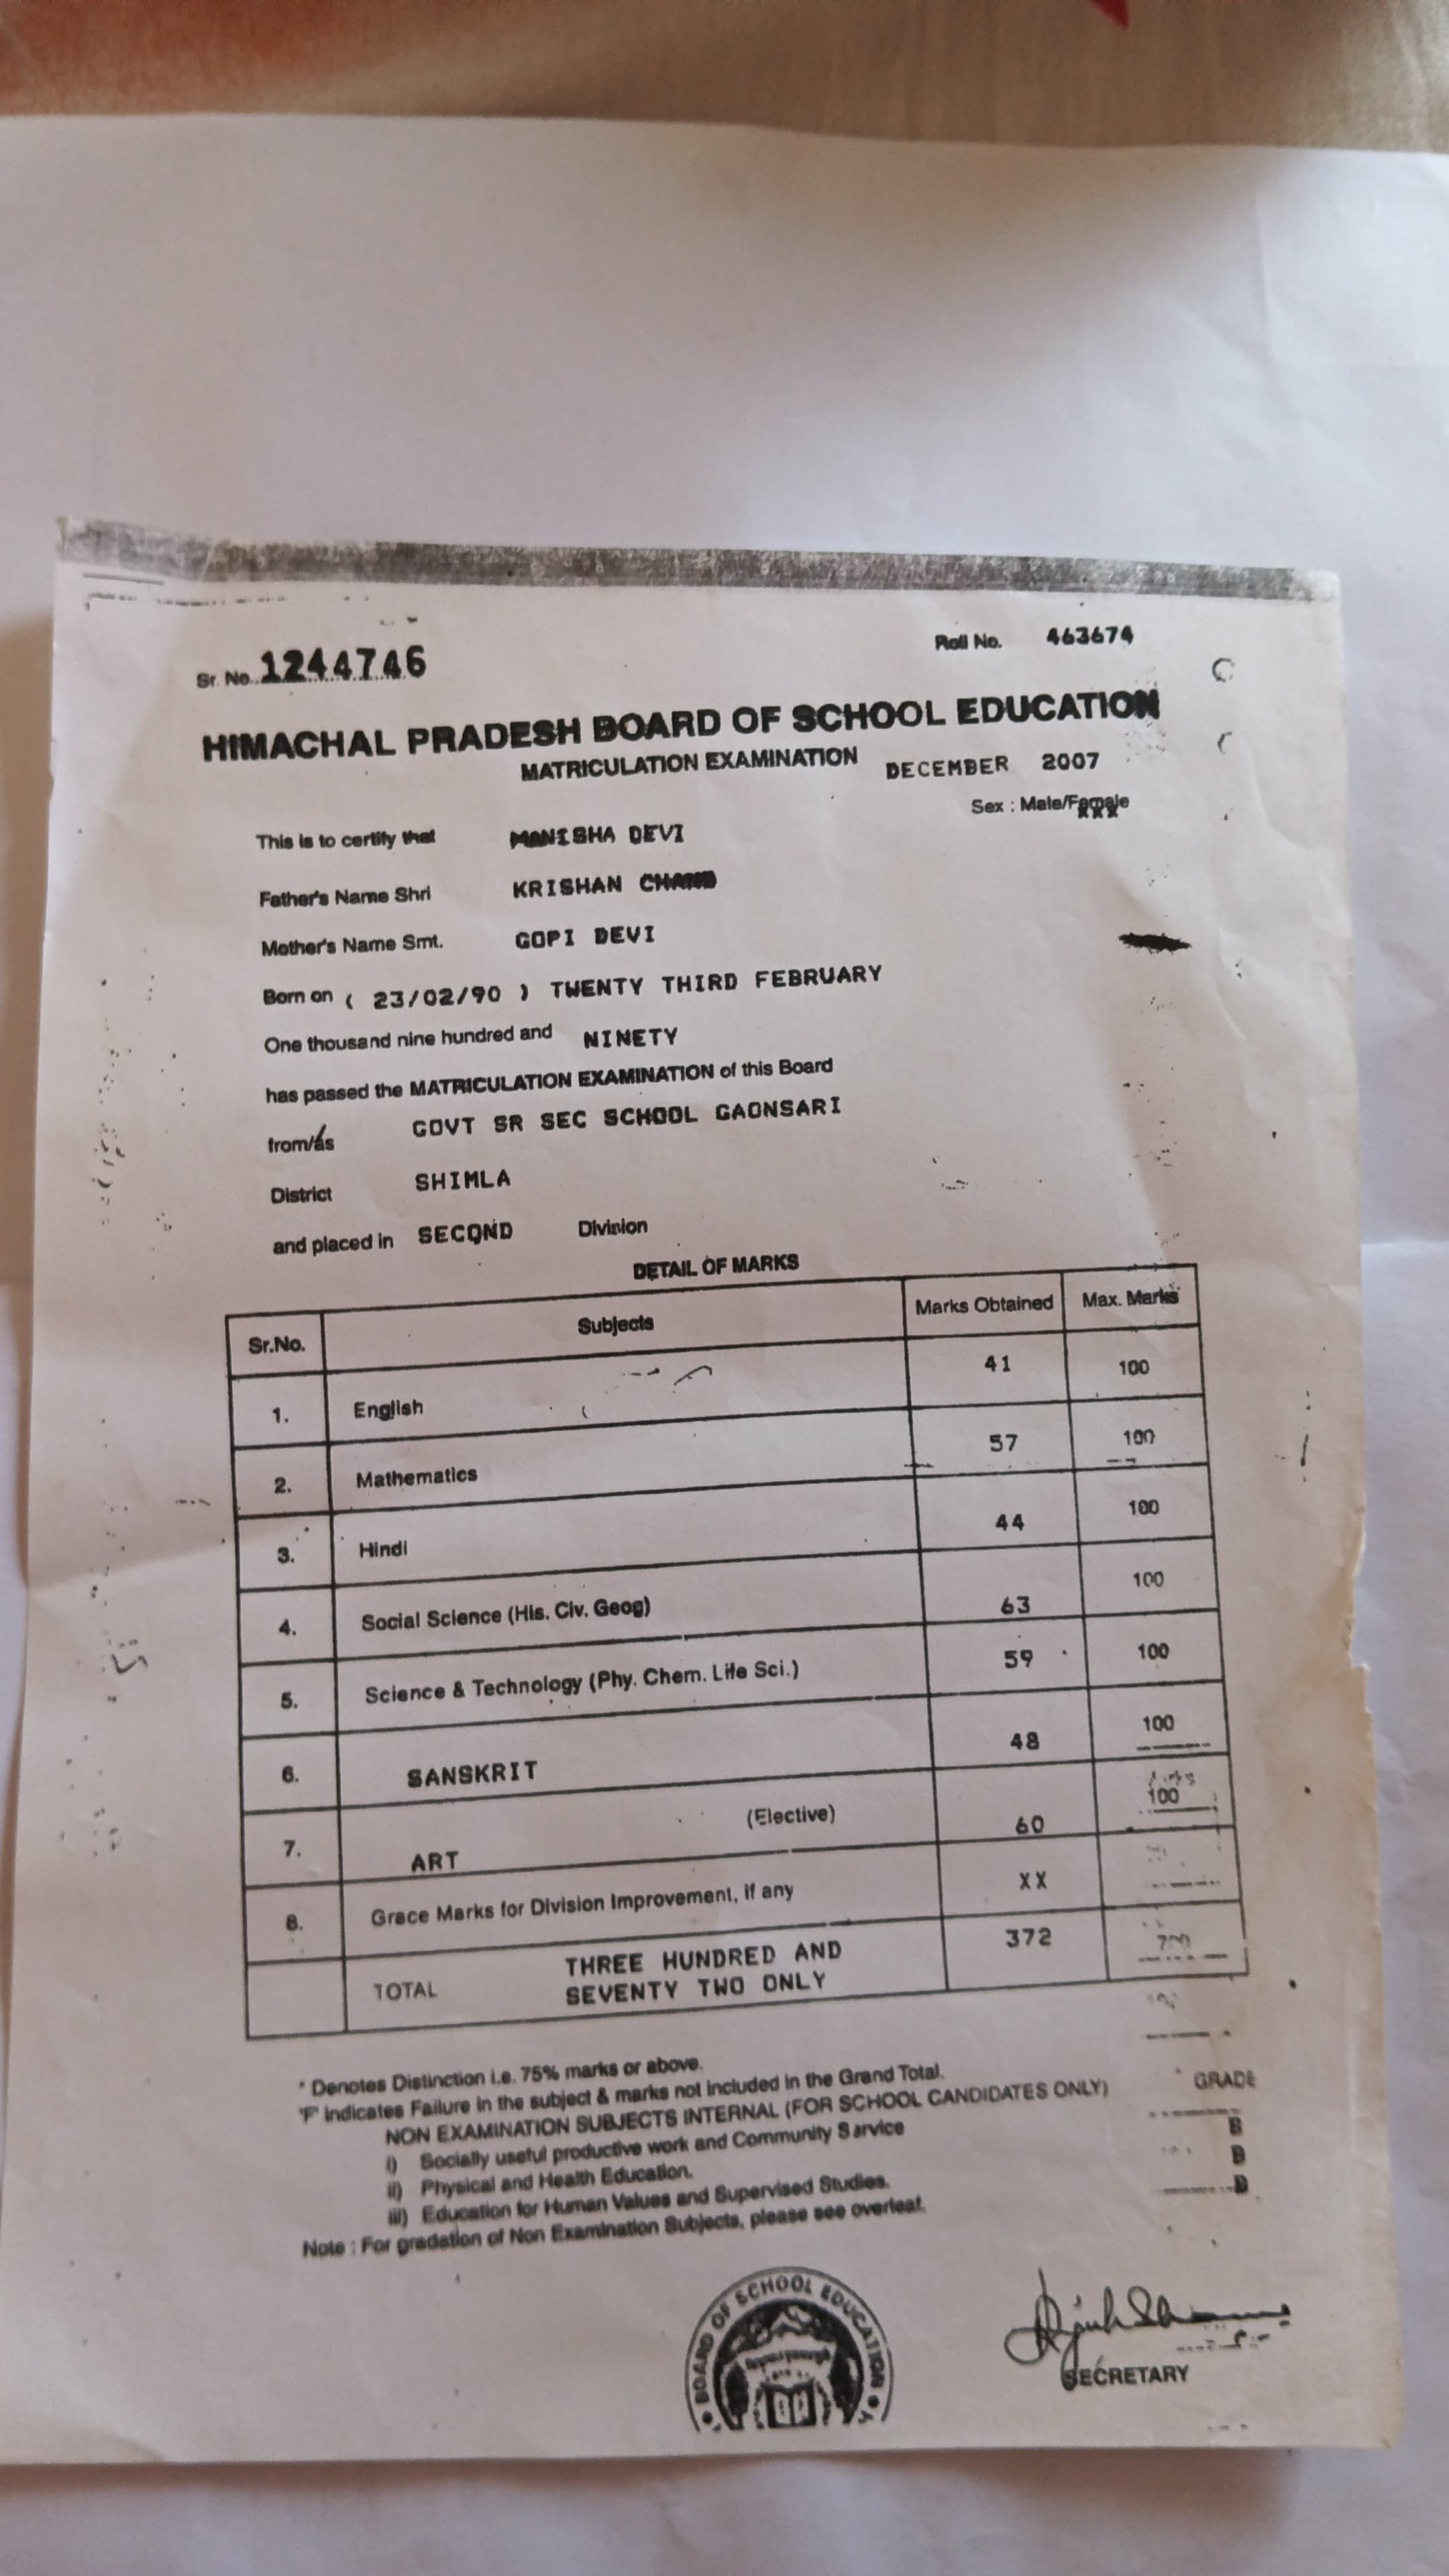 Sr. No. 1244746
Roll No. 463674
HIMACHAL PRADESH BOARD OF SCHOOL EDUCATION
MATRICULATION EXAMINATION DECEMBER 2007
Sex : Male/Female
This is to certify that MANISHA DEVI
Father's Name Shri KRISHAN CHAND
Mother's Name Smt. GOPI DEVI
Born on ( 23/02/90 ) TWENTY THIRD FEBRUARY
One thousand nine hundred and NINETY
has passed the MATRICULATION EXAMINATION of this Board
from/as GOVT SR SEC SCHOOL GAONSARI
District SHIMLA
and placed in SECOND Division
DETAIL OF MARKS
Sr.No. Subjects Marks Obtained Max. Marks
1. English 41 100
2. Mathematics 57 100
3. Hindi 44 100
4. Social Science (His. Civ. Geog) 63 100
5. Science & Technology (Phy. Chem. Life Sci.) 59 100
6. SANSKRIT 48 100
7. ART (Elective) 60 100
8. Grace Marks for Division Improvement, if any XX
TOTAL THREE HUNDRED AND SEVENTY TWO ONLY 372 700
* Denotes Distinction i.e. 75% marks or above.
'F' Indicates Failure in the subject & marks not included in the Grand Total.
NON EXAMINATION SUBJECTS INTERNAL (FOR SCHOOL CANDIDATES ONLY) GRADE
i) Socially useful productive work and Community Service B
ii) Physical and Health Education. B
iii) Education for Human Values and Supervised Studies.
Note : For gradation of Non Examination Subjects, please see overleaf.
BOARD OF SCHOOL EDUCATION
SECRETARY